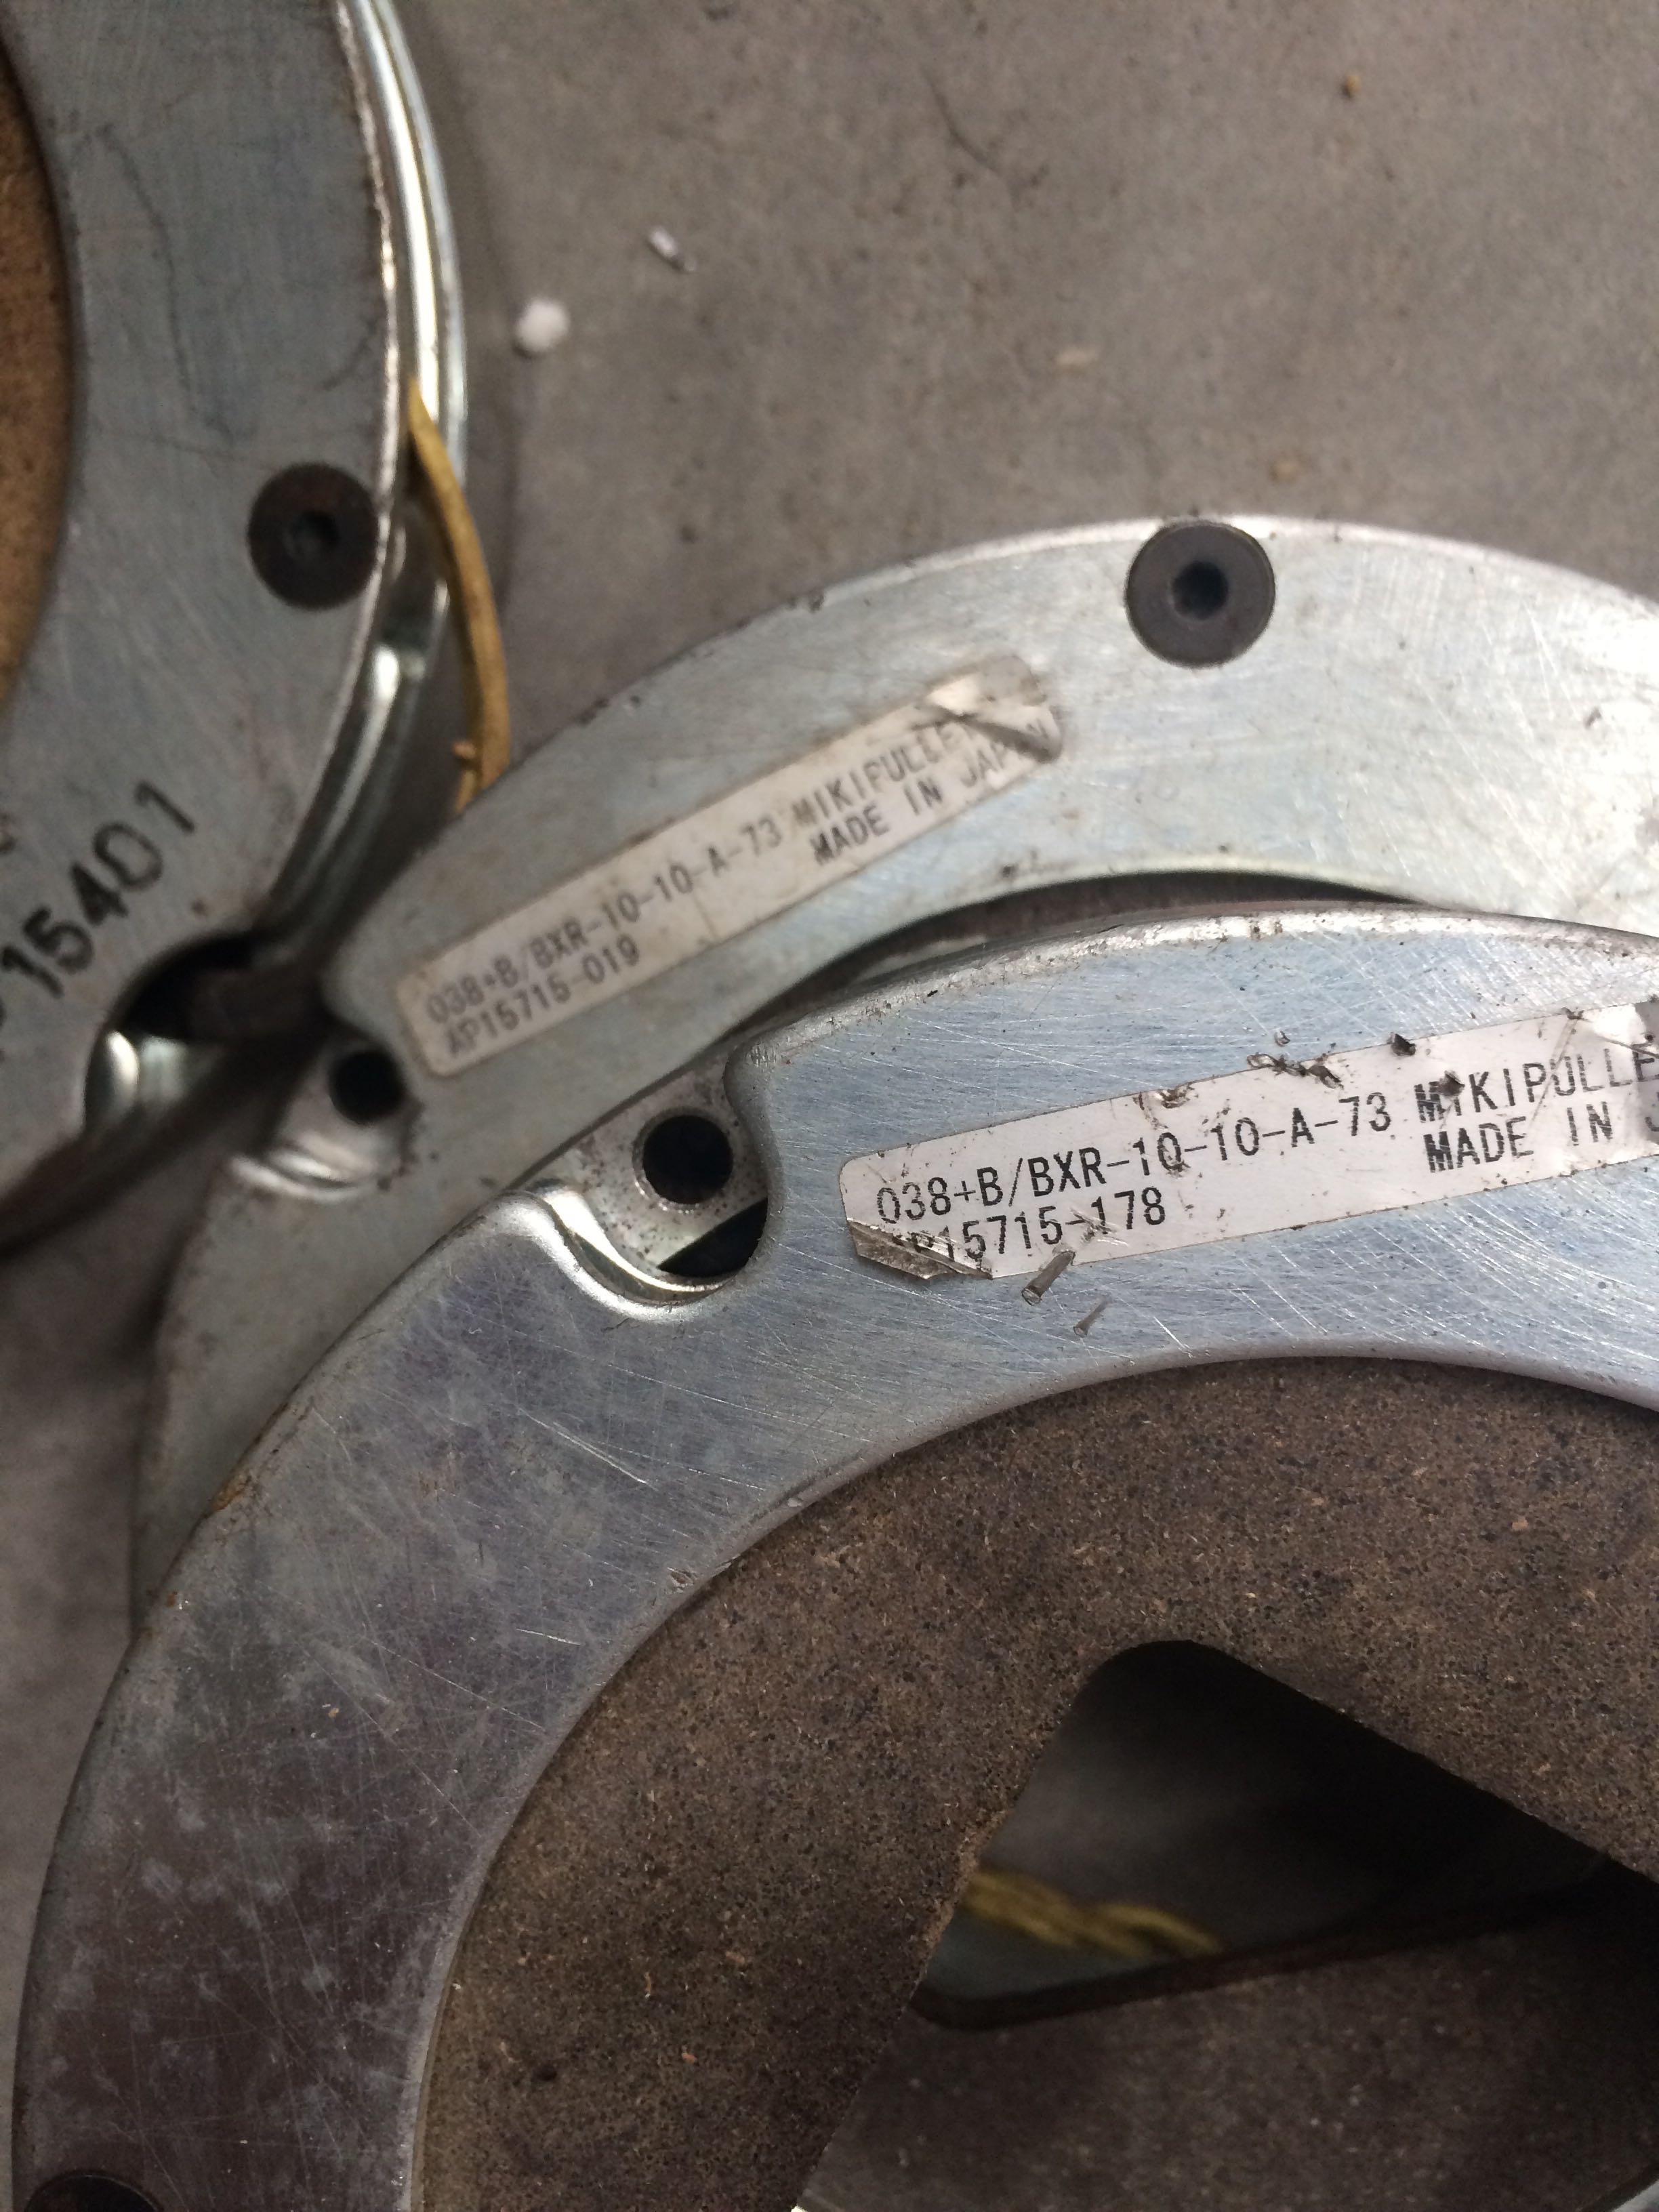 15401
038+B/BXR-10-10-A-73 MIKIPULLEY
MADE IN JAPAN
AP15715-019
038+B/BXR-10-10-A-73 MIKIPULLE
MADE IN J
AP15715-178